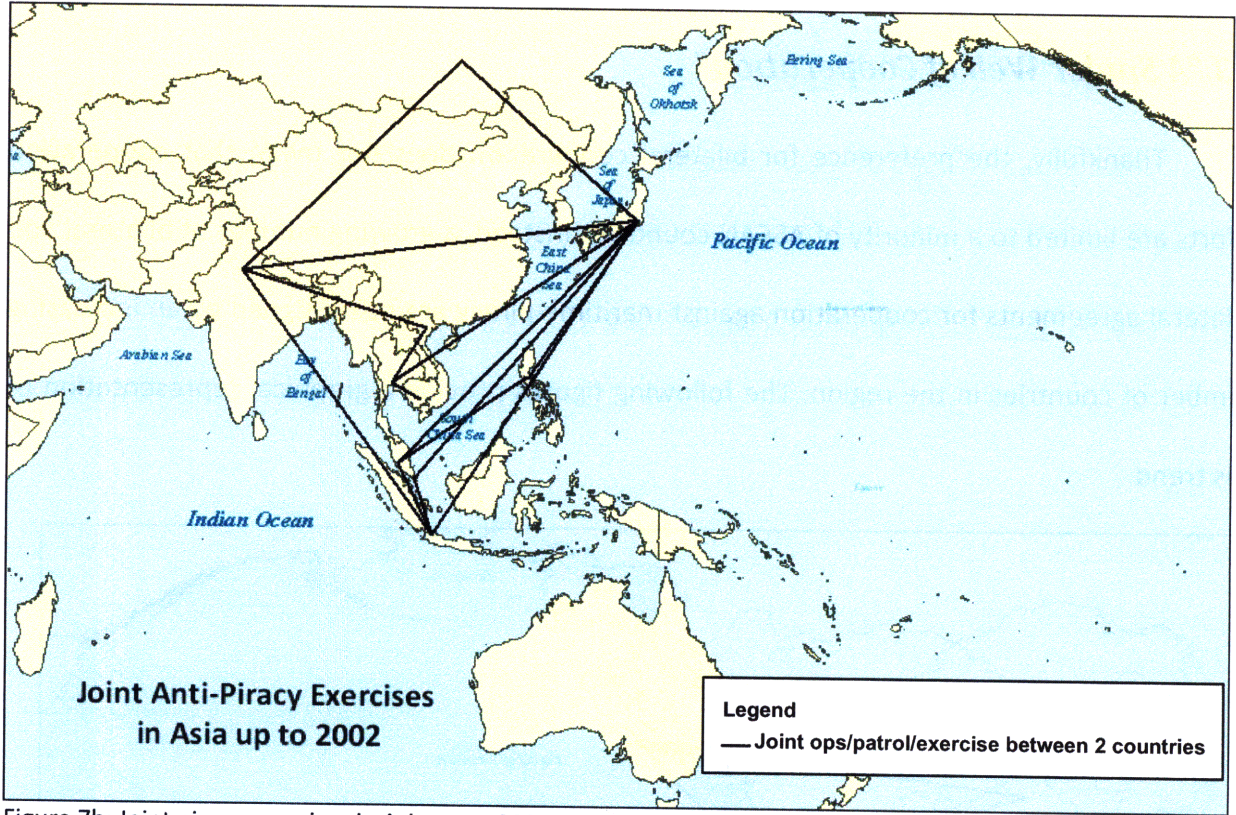 Bering Sea
Sea
of
Okhotsk
Sea
of
Japan
Pacific Ocean
East
China
Sea
Arabian Sea
Bay
of
Bengal
South
China Sea
Indian Ocean
Joint Anti-Piracy Exercises
in Asia up to 2002
Legend
Joint ops/patrol/exercise between 2 countries